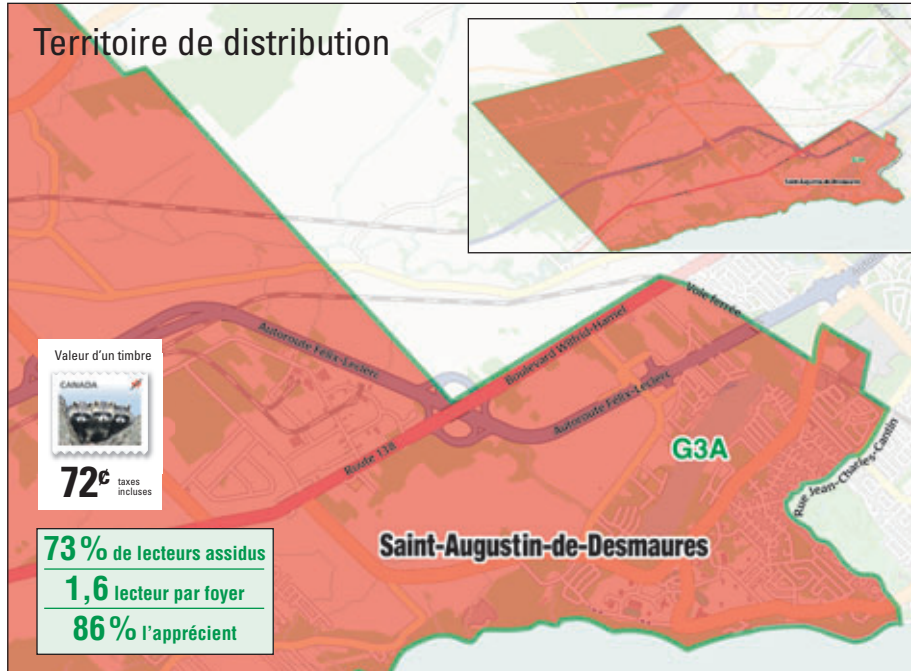 Territoire de distribution
Saint-Augustin-de-Desmaures
Voie ferrée
Boulevard Wilfrid-Hamel
Autoroute Félix-Leclerc
Autoroute Félix-Leclerc
Route 138
Rue Jean-Charles-Cantin
G3A
Saint-Augustin-de-Desmaures
Valeur d'un timbre
CANADA
72¢ taxes
incluses
73 % de lecteurs assidus
1,6 lecteur par foyer
86 % l'apprécient